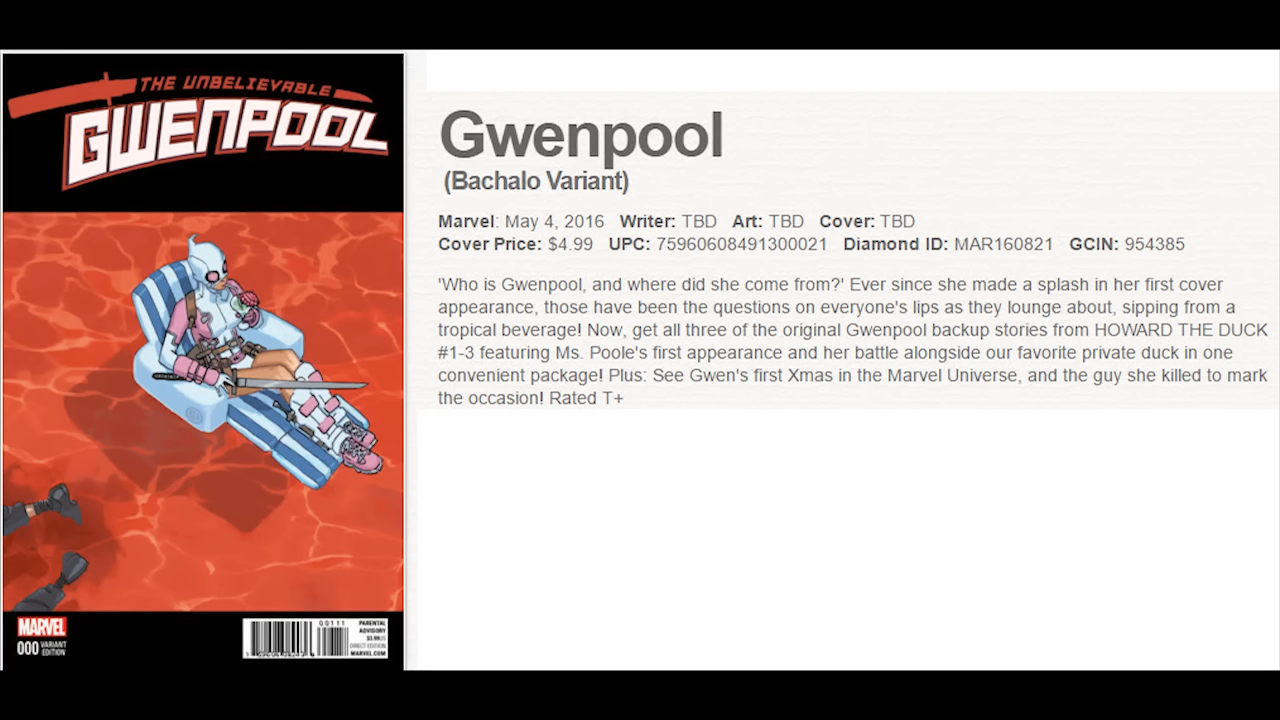 THE UNBELIEVABLE
GWENPOOL
Gwenpool
(Bachalo Variant)
Marvel: May 4, 2016 Writer: TBD Art: TBD Cover: TBD
Cover Price: $4.99 UPC: 75960608491300021 Diamond ID: MAR160821 GCIN: 954385
'Who is Gwenpool, and where did she come from?' Ever since she made a splash in her first cover
appearance, those have been the questions on everyone's lips as they lounge about, sipping from a
tropical beverage! Now, get all three of the original Gwenpool backup stories from HOWARD THE DUCK
#1-3 featuring Ms. Poole's first appearance and her battle alongside our favorite private duck in one
convenient package! Plus: See Gwen's first Xmas in the Marvel Universe, and the guy she killed to mark
the occasion! Rated T+
MARVEL
000 VARIANT
EDITION
00111
PARENTAL
ADVISORY
$3.99US
DIRECT EDITION
MARVEL.COM